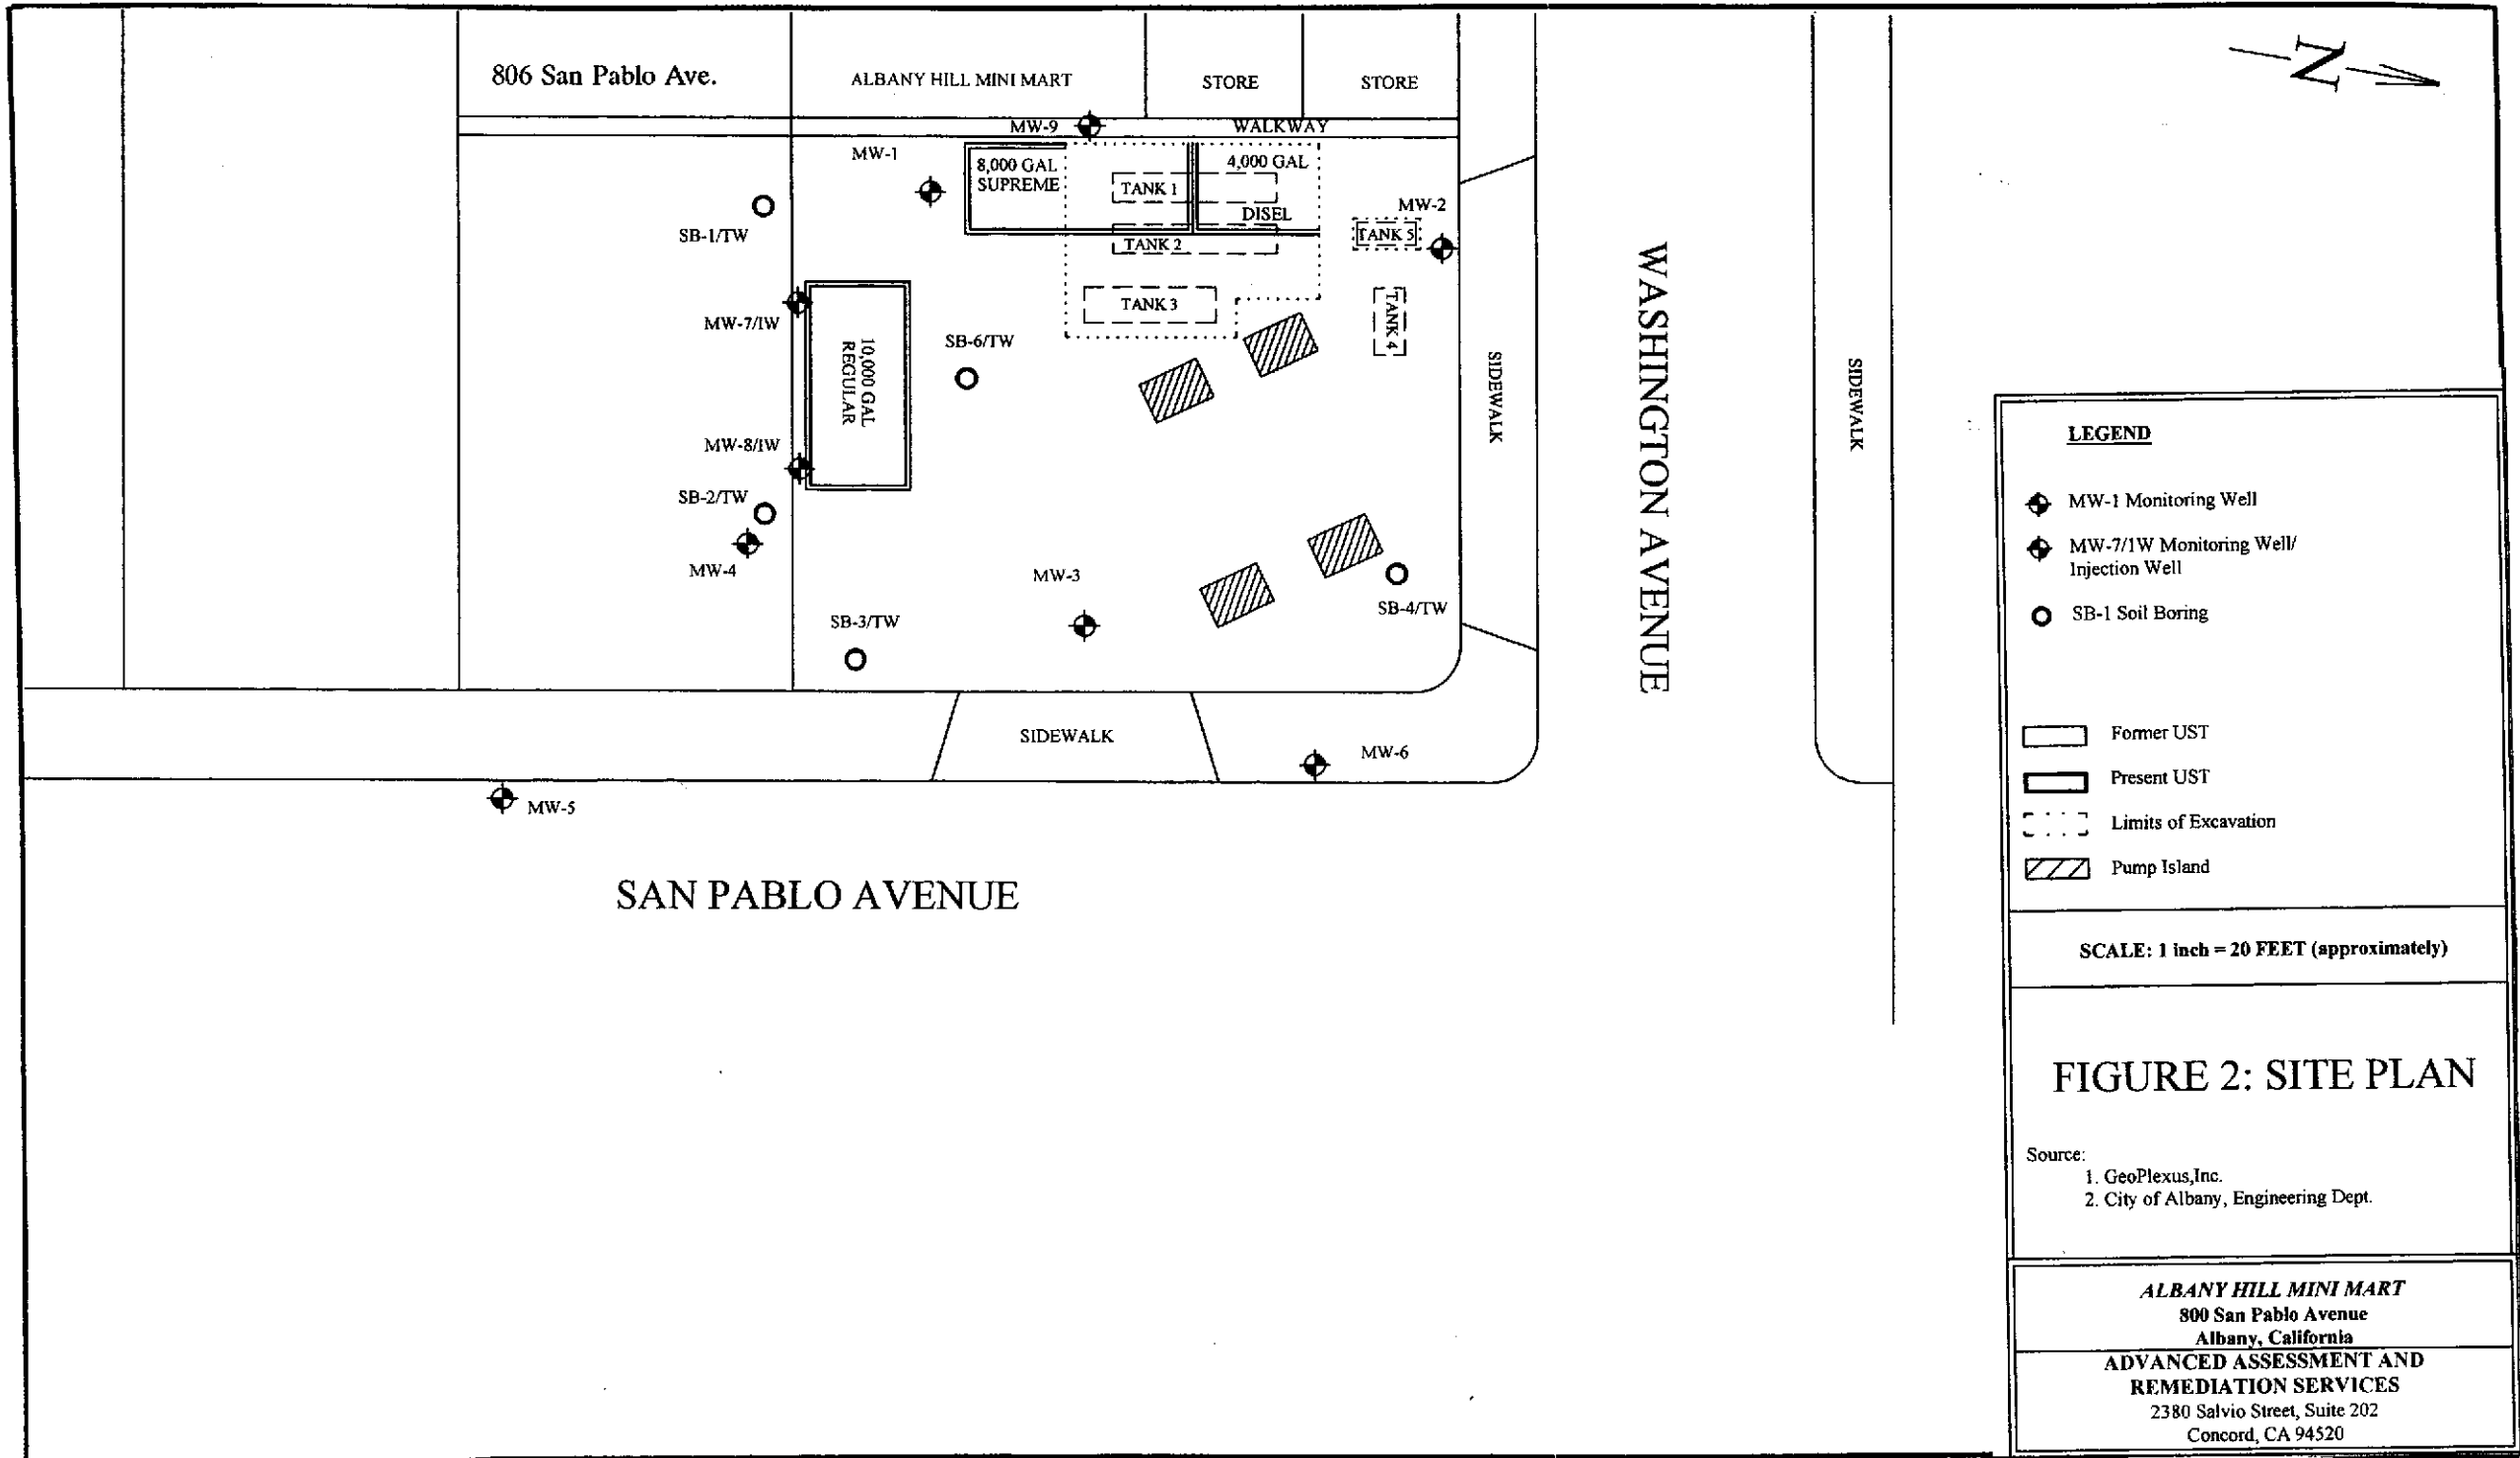 N
806 San Pablo Ave.
ALBANY HILL MINI MART
STORE
STORE
MW-9
WALKWAY
MW-1
8,000 GAL
SUPREME
4,000 GAL
TANK 1
DISEL
MW-2
SB-1/TW
TANK 2
TANK 5
TANK 3
TANK 4
MW-7/IW
SB-6/TW
10,000 GAL
REGULAR
MW-8/IW
SB-2/TW
MW-4
MW-3
SB-3/TW
SB-4/TW
SIDEWALK
WASHINGTON AVENUE
SIDEWALK
SIDEWALK
MW-6
MW-5
SAN PABLO AVENUE
LEGEND
MW-1 Monitoring Well
MW-7/1W Monitoring Well/
Injection Well
SB-1 Soil Boring
Former UST
Present UST
Limits of Excavation
Pump Island
SCALE: 1 inch = 20 FEET (approximately)
FIGURE 2: SITE PLAN
Source:
1. GeoPlexus,Inc.
2. City of Albany, Engineering Dept.
ALBANY HILL MINI MART
800 San Pablo Avenue
Albany, California
ADVANCED ASSESSMENT AND
REMEDIATION SERVICES
2380 Salvio Street, Suite 202
Concord, CA 94520